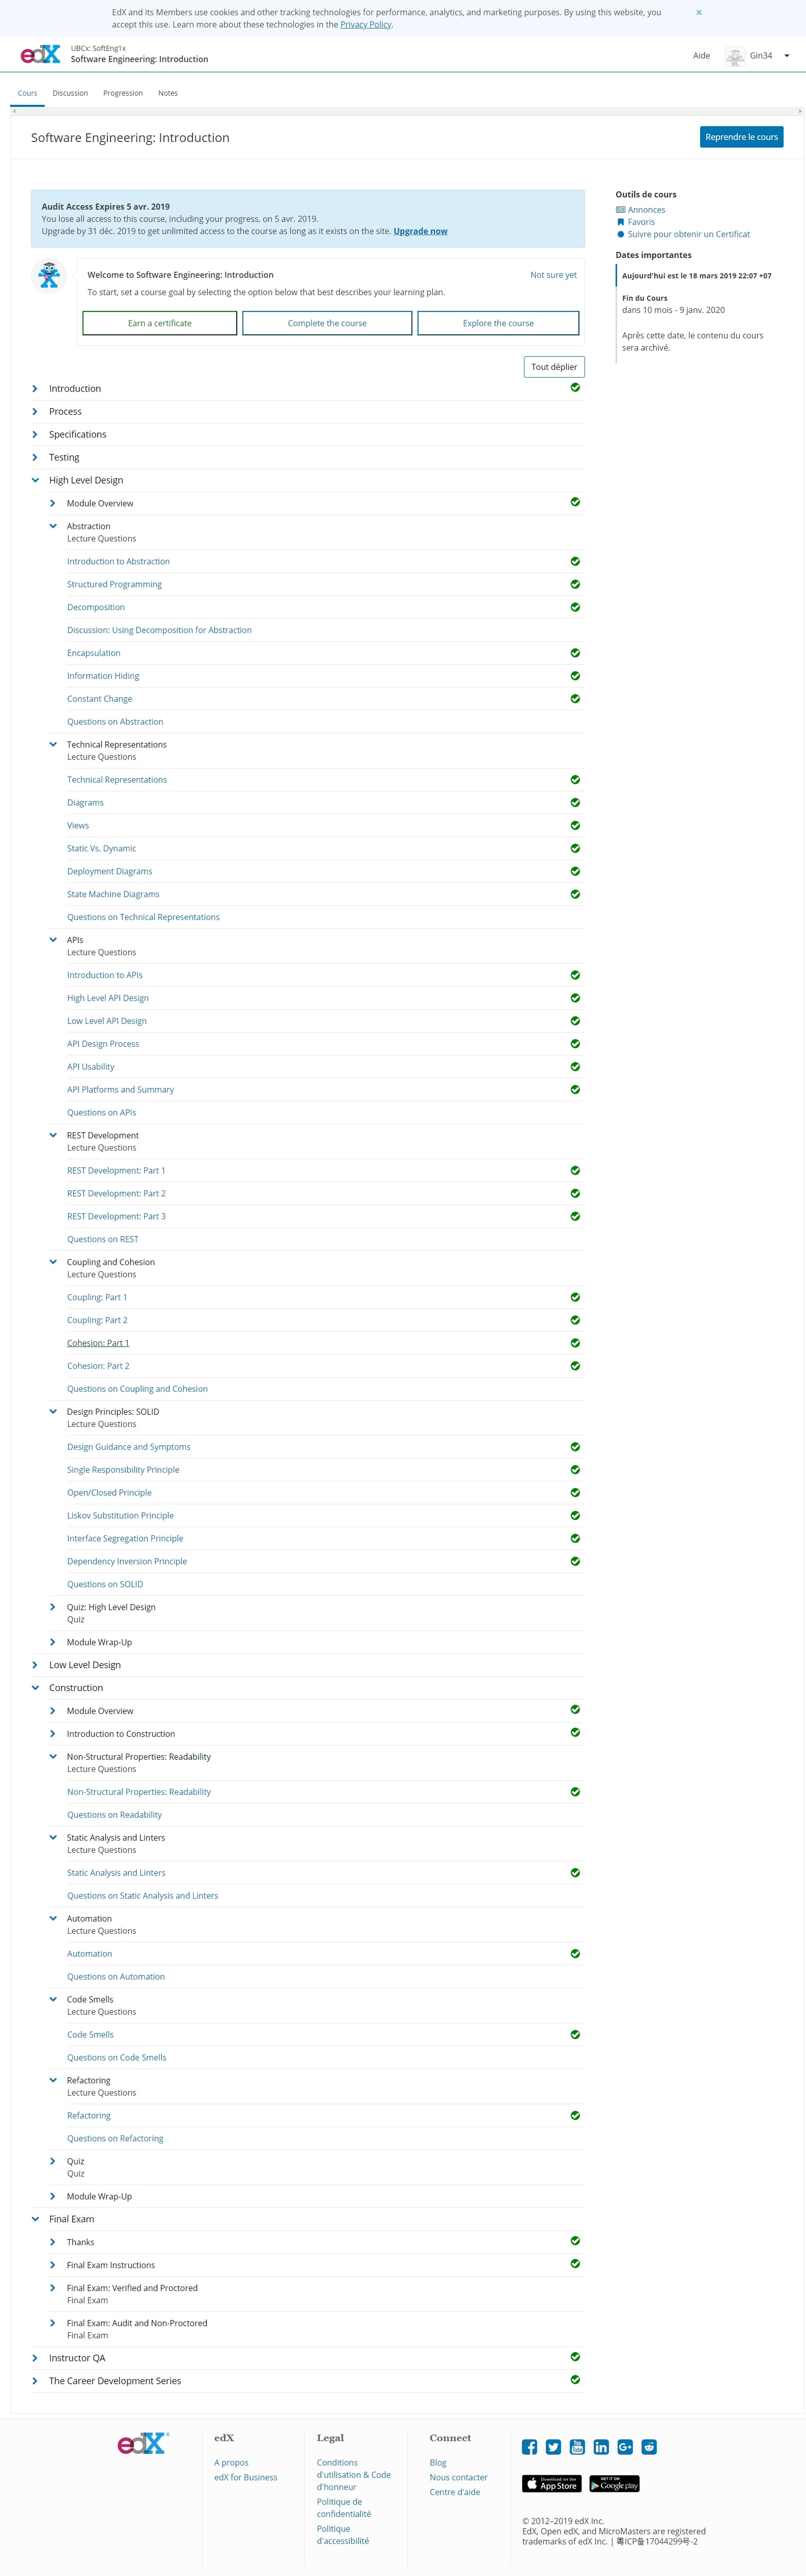 EdX and its Members use cookies and other tracking technologies for performance, analytics, and marketing purposes. By using this website, you
accept this use. Learn more about these technologies in the Privacy Policy.
edX
UBCx: SoftEng1x
Software Engineering: Introduction
Aide
Gin34
Cours
Discussion
Progression
Notes
Software Engineering: Introduction
Reprendre le cours
Audit Access Expires 5 avr. 2019
You lose all access to this course, including your progress, on 5 avr. 2019.
Upgrade by 31 déc. 2019 to get unlimited access to the course as long as it exists on the site. Upgrade now
Welcome to Software Engineering: Introduction
Not sure yet
To start, set a course goal by selecting the option below that best describes your learning plan.
Earn a certificate
Complete the course
Explore the course
Outils de cours
Annonces
Favoris
Suivre pour obtenir un Certificat
Dates importantes
Aujourd'hui est le 18 mars 2019 22:07 +07
Fin du Cours
dans 10 mois - 9 janv. 2020
Après cette date, le contenu du cours
sera archivé.
Tout déplier
Introduction
Process
Specifications
Testing
High Level Design
Module Overview
Abstraction
Lecture Questions
Introduction to Abstraction
Structured Programming
Decomposition
Discussion: Using Decomposition for Abstraction
Encapsulation
Information Hiding
Constant Change
Questions on Abstraction
Technical Representations
Lecture Questions
Technical Representations
Diagrams
Views
Static Vs. Dynamic
Deployment Diagrams
State Machine Diagrams
Questions on Technical Representations
APIs
Lecture Questions
Introduction to APIs
High Level API Design
Low Level API Design
API Design Process
API Usability
API Platforms and Summary
Questions on APIs
REST Development
Lecture Questions
REST Development: Part 1
REST Development: Part 2
REST Development: Part 3
Questions on REST
Coupling and Cohesion
Lecture Questions
Coupling: Part 1
Coupling: Part 2
Cohesion: Part 1
Cohesion: Part 2
Questions on Coupling and Cohesion
Design Principles: SOLID
Lecture Questions
Design Guidance and Symptoms
Single Responsibility Principle
Open/Closed Principle
Liskov Substitution Principle
Interface Segregation Principle
Dependency Inversion Principle
Questions on SOLID
Quiz: High Level Design
Quiz
Module Wrap-Up
Low Level Design
Construction
Module Overview
Introduction to Construction
Non-Structural Properties: Readability
Lecture Questions
Non-Structural Properties: Readability
Questions on Readability
Static Analysis and Linters
Lecture Questions
Static Analysis and Linters
Questions on Static Analysis and Linters
Automation
Lecture Questions
Automation
Questions on Automation
Code Smells
Lecture Questions
Code Smells
Questions on Code Smells
Refactoring
Lecture Questions
Refactoring
Questions on Refactoring
Quiz
Quiz
Module Wrap-Up
Final Exam
Thanks
Final Exam Instructions
Final Exam: Verified and Proctored
Final Exam
Final Exam: Audit and Non-Proctored
Final Exam
Instructor QA
The Career Development Series
edX
edX
A propos
edX for Business
Legal
Conditions
d'utilisation & Code
d'honneur
Politique de
confidentialité
Politique
d'accessibilité
Connect
Blog
Nous contacter
Centre d'aide
Download on the
App Store
GET IT ON
Google play
© 2012–2019 edX Inc.
EdX, Open edX, and MicroMasters are registered
trademarks of edX Inc. | 粤ICP备17044299号-2